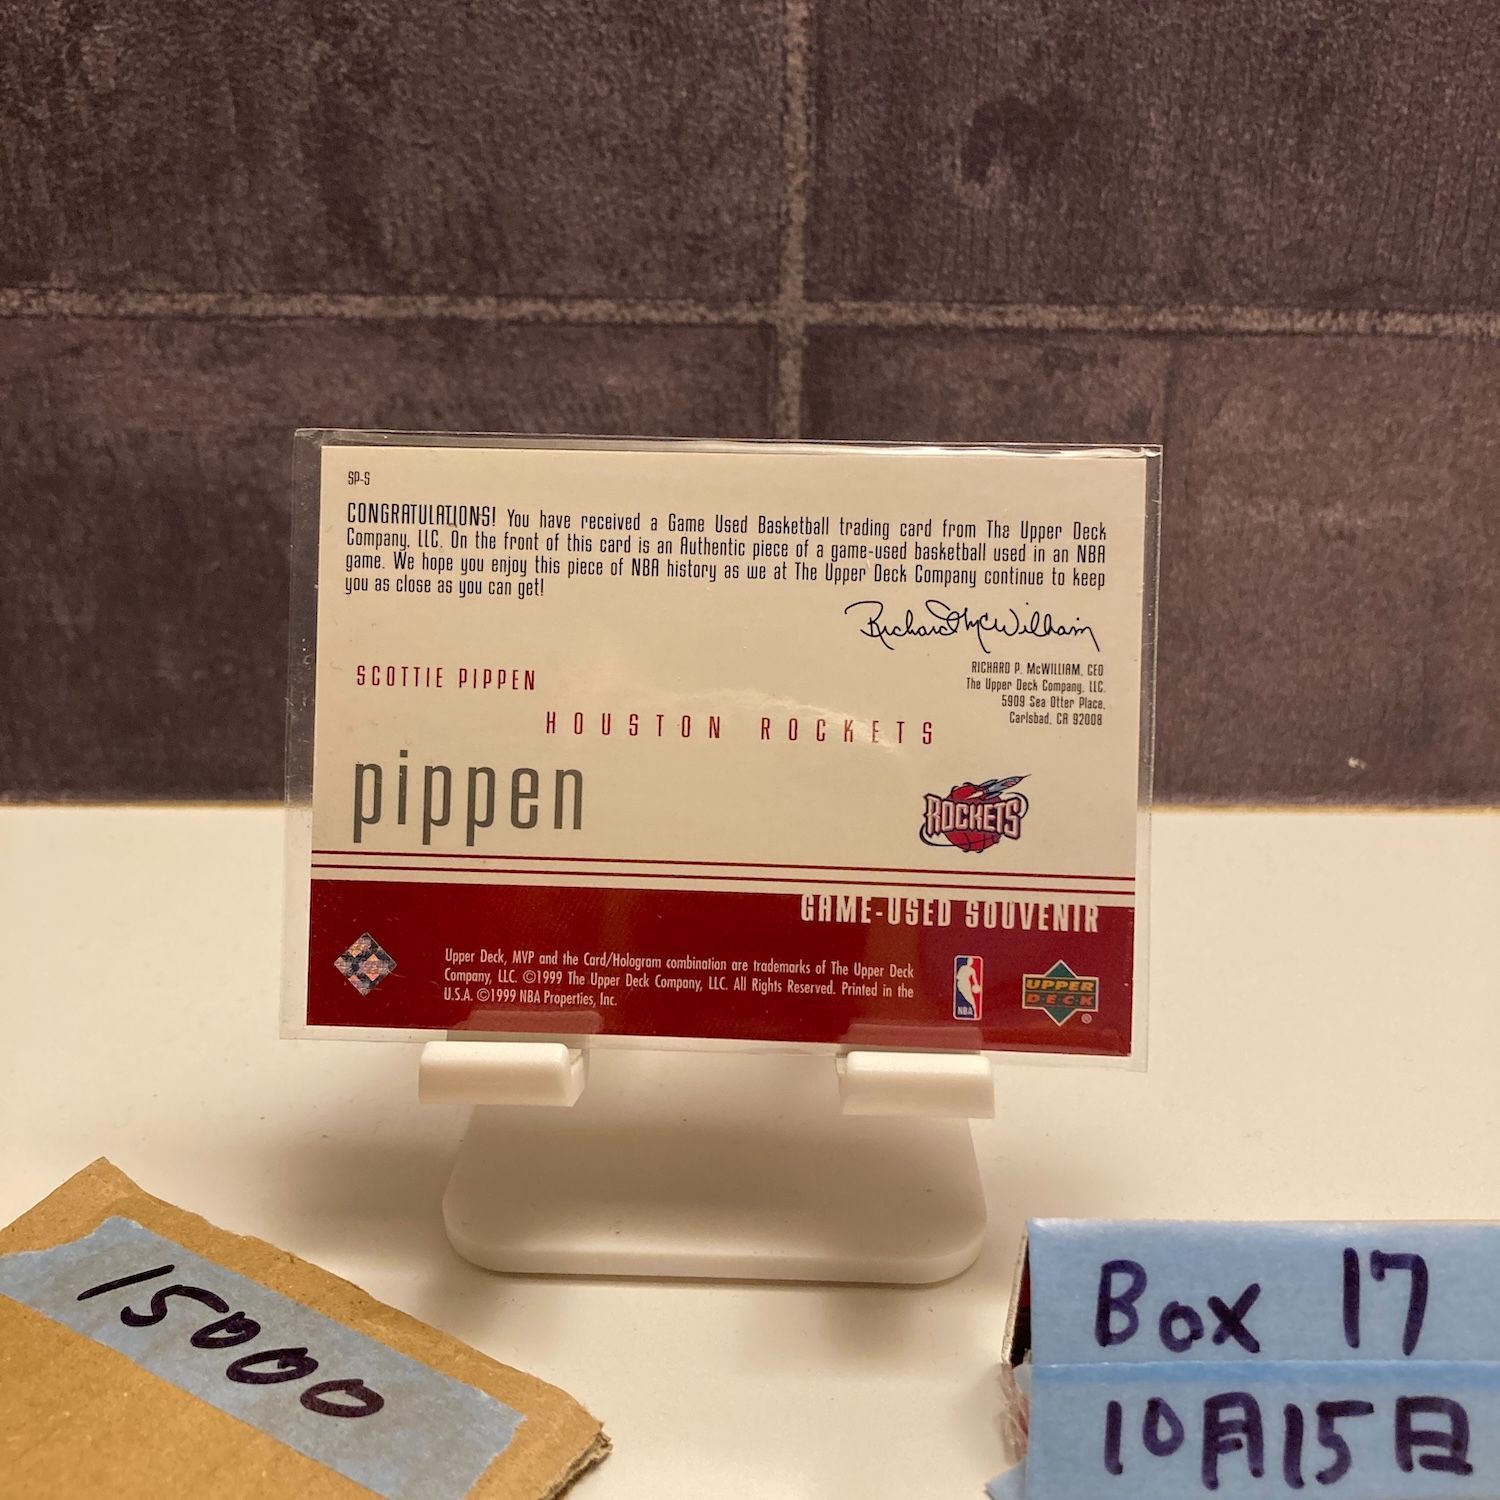 SP-S
CONGRATULATIONS! You have received a Game Used Basketball trading card from The Upper Deck
Company, LLC. On the front of this card is an Authentic piece of a game-used basketball used in an NBA
game. We hope you enjoy this piece of NBA history as we at The Upper Deck Company continue to keep
you as close as you can get!
Richard McWilliam
RICHARD P. McWILLIAM, CEO
The Upper Deck Company, LLC.
5909 Sea Otter Place,
Carlsbad, CA 92008
SCOTTIE PIPPEN
HOUSTON ROCKETS
pippen
ROCKETS
GAME-USED SOUVENIR
Upper Deck, MVP and the Card/Hologram combination are trademarks of The Upper Deck
Company, LLC. ©1999 The Upper Deck Company, LLC. All Rights Reserved. Printed in the
U.S.A. ©1999 NBA Properties, Inc.
NBA
UPPER
DECK
®
15000
Box 17
10月15日